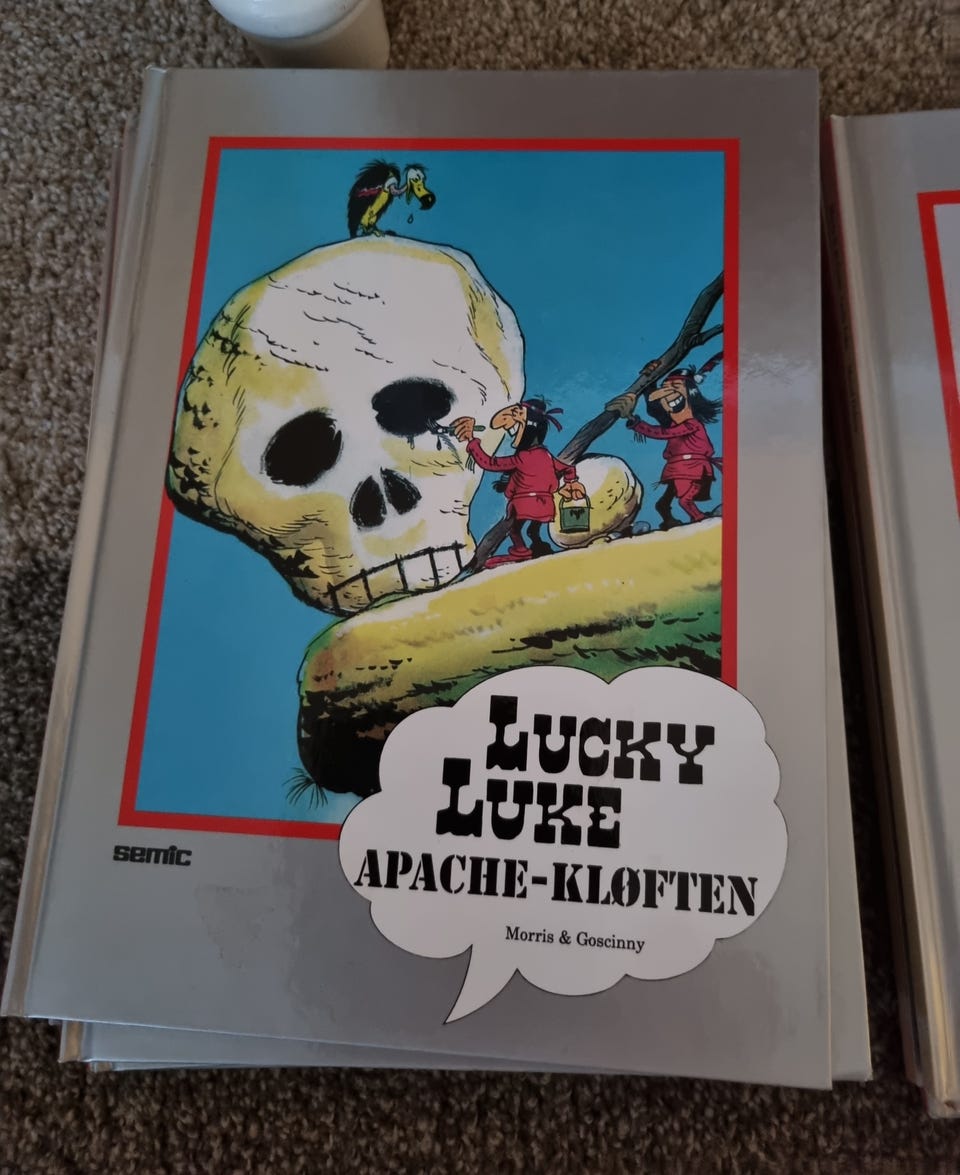 semic
LUCKY
LUKE
APACHE-KLØFTEN
Morris & Goscinny